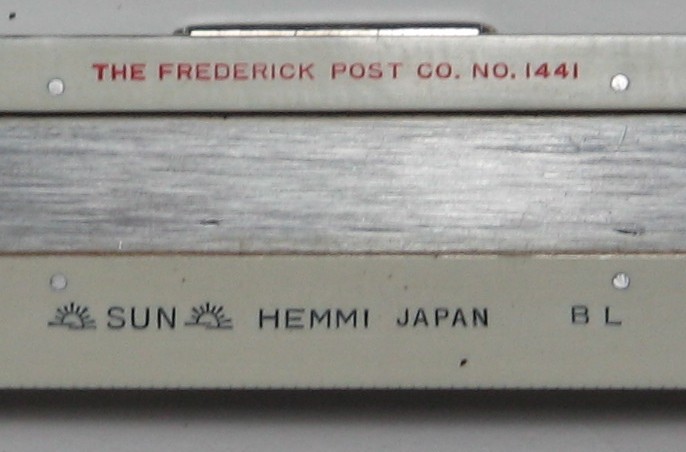 THE FREDERICK POST CO. NO. 1441
SUN HEMMI JAPAN B L